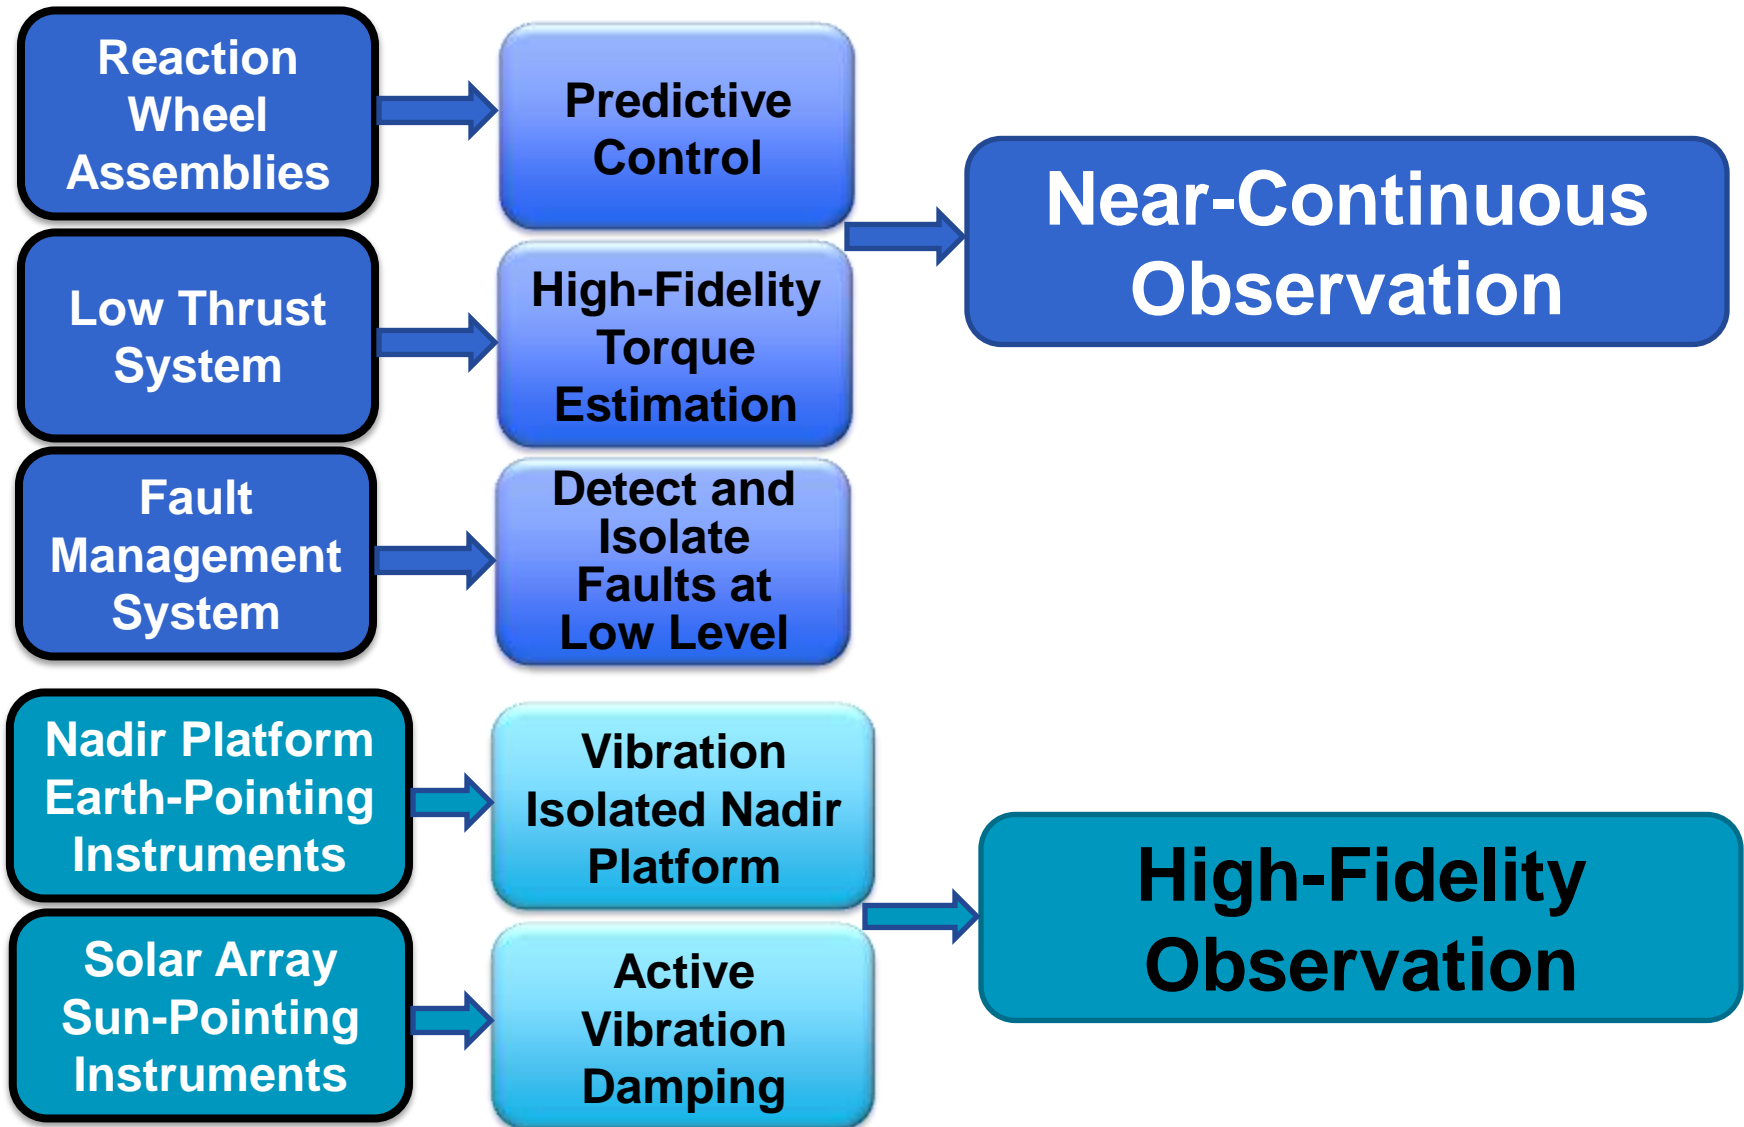 Reaction
Wheel
Assemblies
Predictive
Control
Near-Continuous
Observation
Low Thrust
System
High-Fidelity
Torque
Estimation
Fault
Management
System
Detect and
Isolate
Faults at
Low Level
Nadir Platform
Earth-Pointing
Instruments
Vibration
Isolated Nadir
Platform
High-Fidelity
Observation
Solar Array
Sun-Pointing
Instruments
Active
Vibration
Damping